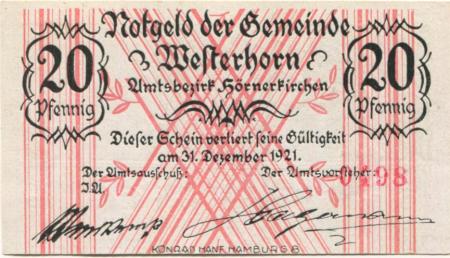 Notgeld der Gemeinde
Westerhorn
Amtsbezirk Hörnerkirchen
20 Pfennig
20 Pfennig
Dieser Schein verliert seine Gültigkeit
am 31. Dezember 1921.
Der Amtsausschuß: Der Amtsvorsteher:
I.A. 0498
KONRAD HANF, HAMBURG 8